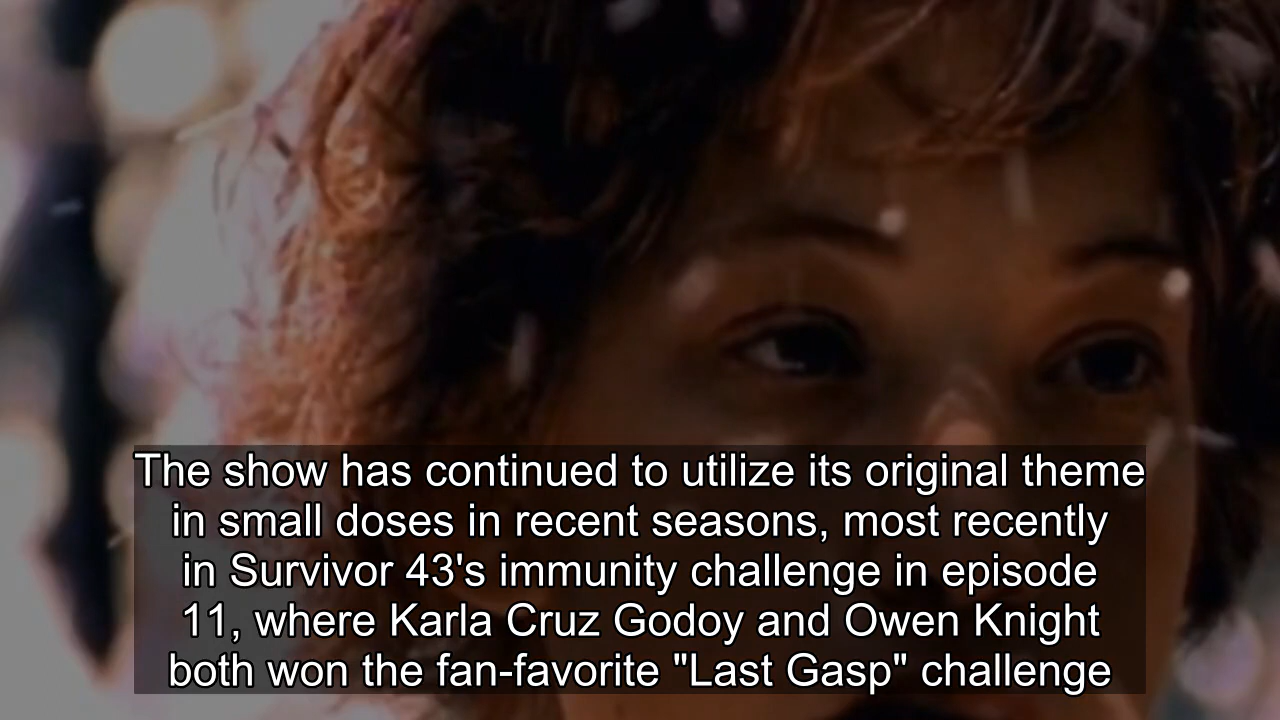 The show has continued to utilize its original theme
in small doses in recent seasons, most recently
in Survivor 43's immunity challenge in episode
11, where Karla Cruz Godoy and Owen Knight
both won the fan-favorite "Last Gasp" challenge